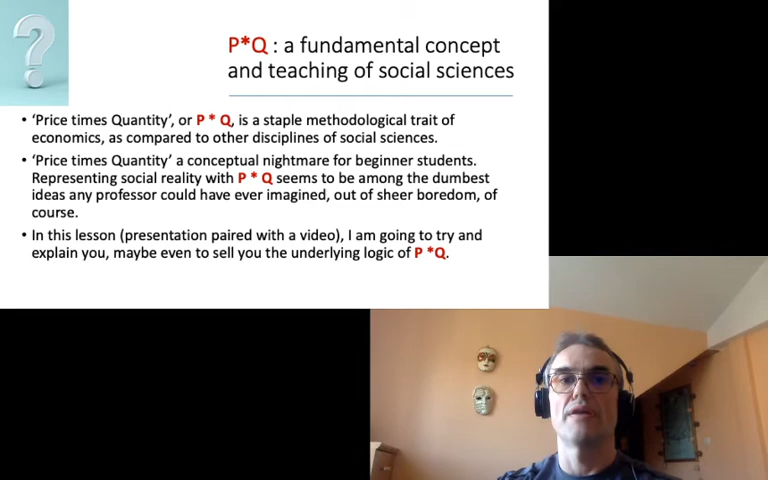 P*Q : a fundamental concept
and teaching of social sciences
• ‘Price times Quantity’, or P * Q, is a staple methodological trait of
economics, as compared to other disciplines of social sciences.
• ‘Price times Quantity’ a conceptual nightmare for beginner students.
Representing social reality with P * Q seems to be among the dumbest
ideas any professor could have ever imagined, out of sheer boredom, of
course.
• In this lesson (presentation paired with a video), I am going to try and
explain you, maybe even to sell you the underlying logic of P *Q.